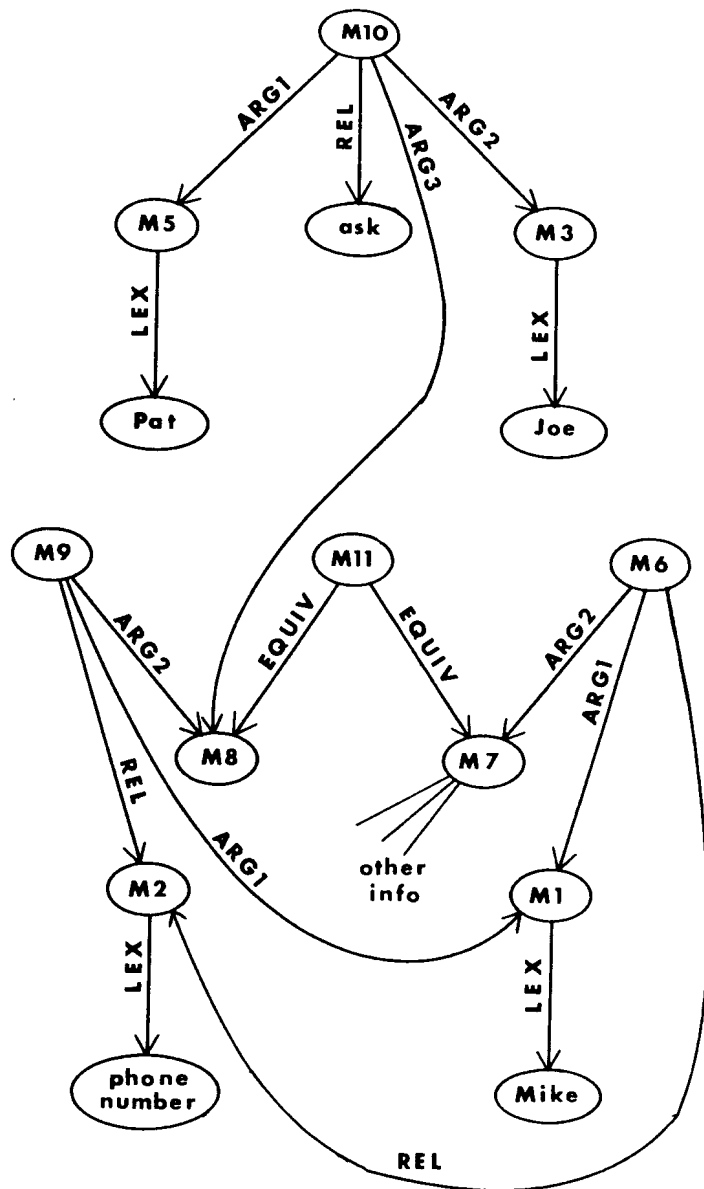 M10
ARG1
REL
ARG3
ARG2
M5
ask
M3
LEX
LEX
Pat
Joe
M9
M11
M6
ARG2
EQUIV
EQUIV
ARG2
ARG1
M8
M7
REL
ARG1
other
info
M2
M1
LEX
LEX
phone
number
Mike
REL